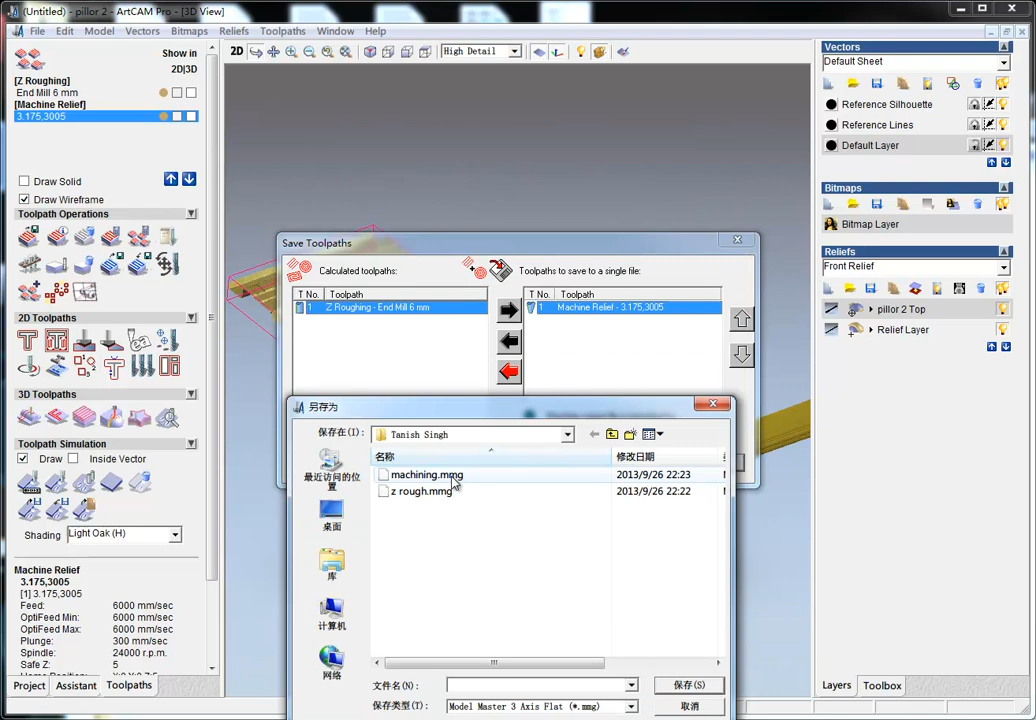 (Untitled) - pillor 2 - ArtCAM Pro - [3D View]
File Edit Model Vectors Bitmaps Reliefs Toolpaths Window Help
Show in
2D|3D
[Z Roughing]
End Mill 6 mm
[Machine Relief]
3.175,3005
Draw Solid
Draw Wireframe
Toolpath Operations
2D Toolpaths
3D Toolpaths
Toolpath Simulation
Draw Inside Vector
Shading Light Oak (H)
Machine Relief
3.175,3005
[1] 3.175,3005
Feed: 6000 mm/sec
OptiFeed Min: 6000 mm/sec
OptiFeed Max: 6000 mm/sec
Plunge: 300 mm/sec
Spindle: 24000 r.p.m.
Safe Z: 5
Project Assistant Toolpaths
2D High Detail
Save Toolpaths
Calculated toolpaths: Toolpaths to save to a single file:
T No. Toolpath T No. Toolpath
1 Z Roughing - End Mill 6 mm 1 Machine Relief - 3.175,3005
另存为
保存在(I): Tanish Singh
名称 修改日期
machining.mmg 2013/9/26 22:23
z rough.mmg 2013/9/26 22:22
最近访问的位
置
桌面
库
计算机
网络
文件名(N): 保存(S)
保存类型(T): Model Master 3 Axis Flat (*.mmg) 取消
Vectors
Default Sheet
Reference Silhouette
Reference Lines
Default Layer
Bitmaps
Bitmap Layer
Reliefs
Front Relief
pillor 2 Top
Relief Layer
Layers Toolbox